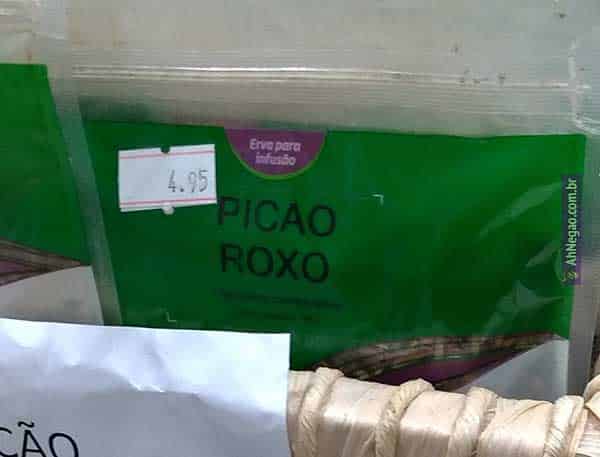 Erva para
infusão
4.95
PICAO
ROXO
AhNegao.com.br
ÇÃO